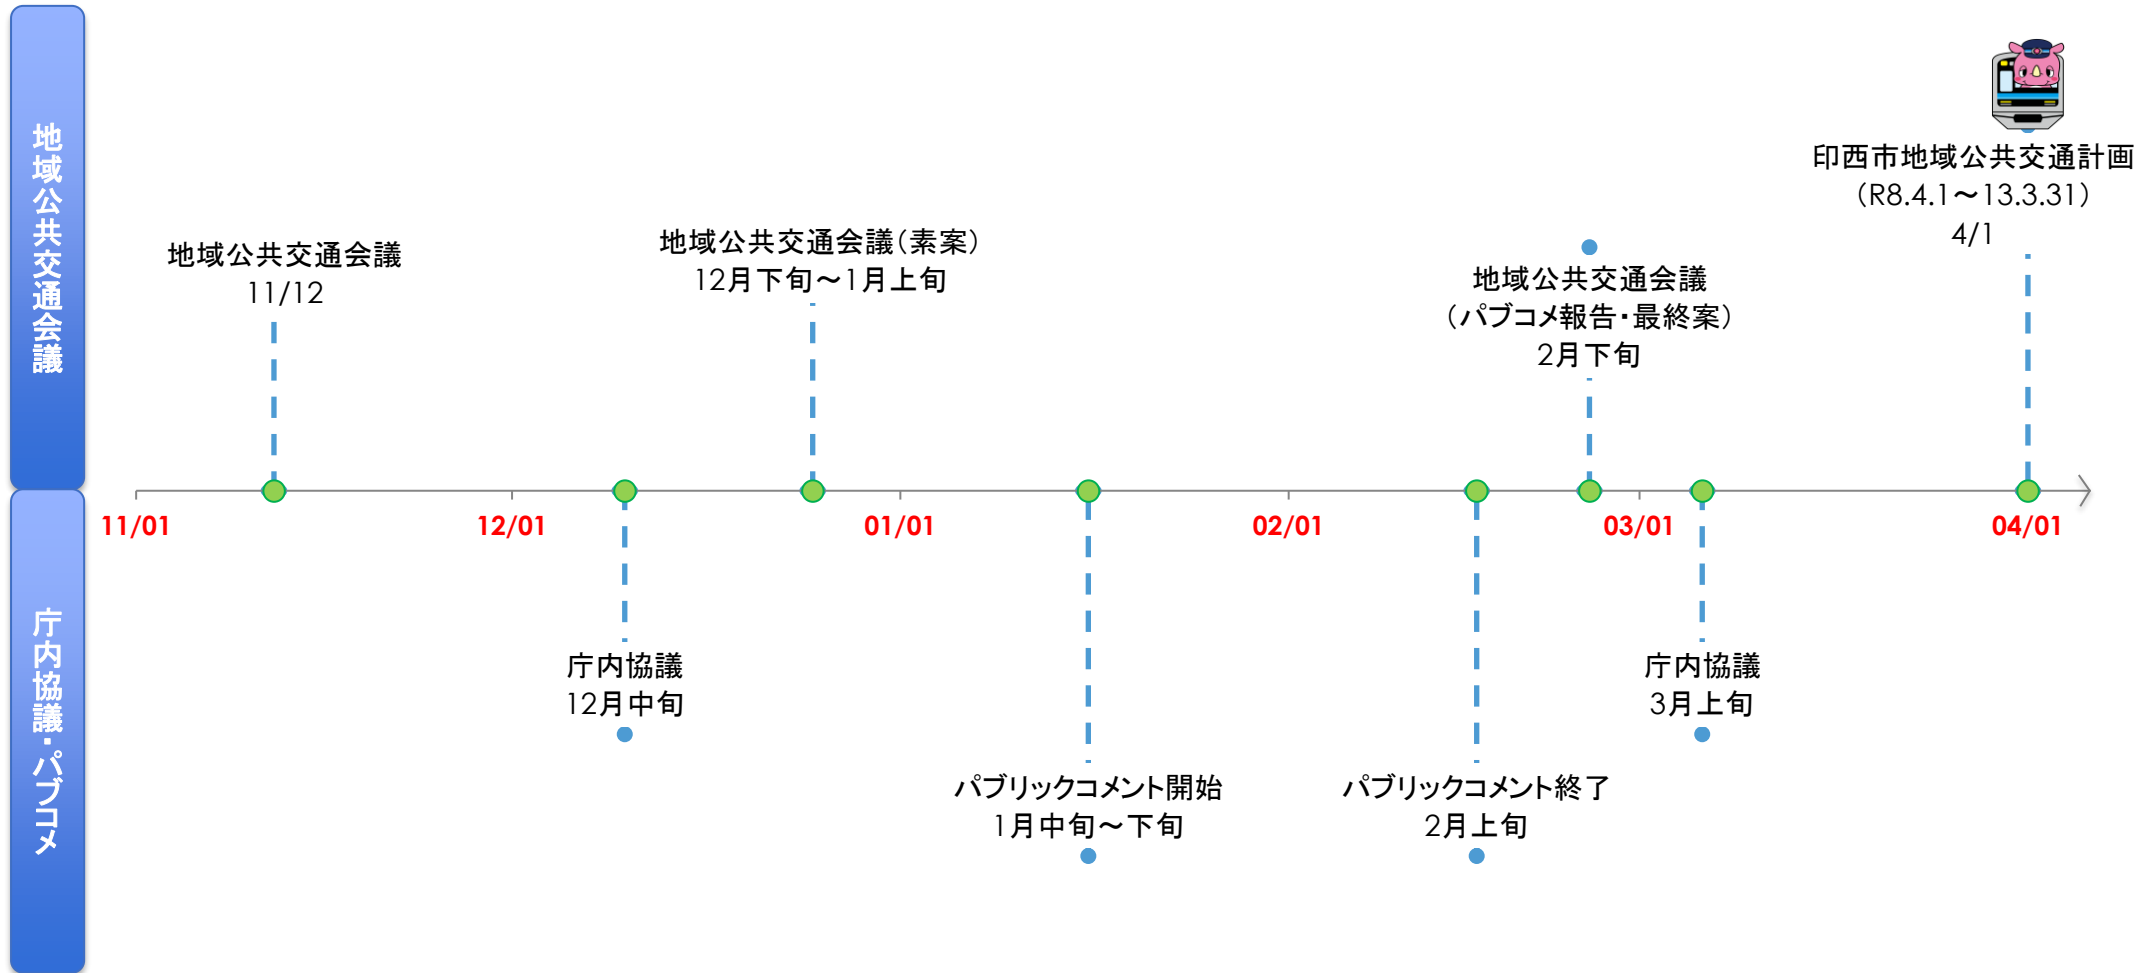 地域公共交通会議
地域公共交通会議
11/12
地域公共交通会議（素案）
12月下旬～1月上旬
地域公共交通会議
（パブコメ報告・最終案）
2月下旬
印西市地域公共交通計画
（R8.4.1～13.3.31）
4/1
11/01
12/01
01/01
02/01
03/01
04/01
庁内協議・パブコメ
庁内協議
12月中旬
パブリックコメント開始
1月中旬～下旬
パブリックコメント終了
2月上旬
庁内協議
3月上旬